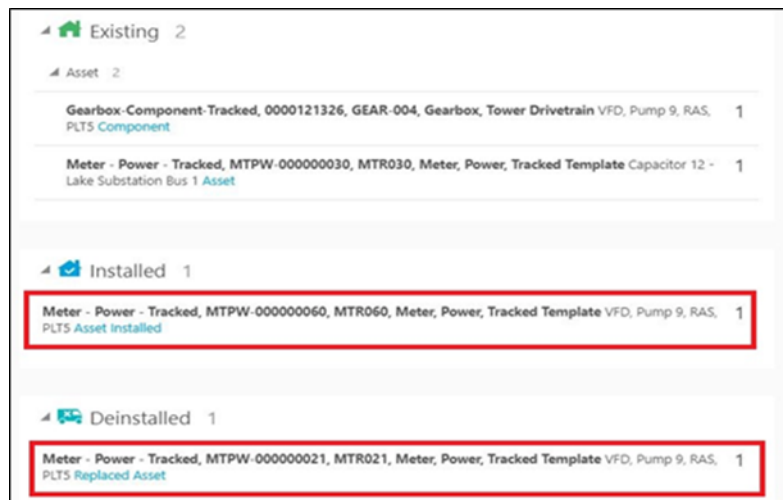 Existing 2
Asset 2
Gearbox-Component-Tracked, 0000121326, GEAR-004, Gearbox, Tower Drivetrain VFD, Pump 9, RAS, 1
PLT5 Component
Meter - Power - Tracked, MTPW-000000030, MTR030, Meter, Power, Tracked Template Capacitor 12 - 1
Lake Substation Bus 1 Asset
Installed 1
Meter - Power - Tracked, MTPW-000000060, MTR060, Meter, Power, Tracked Template VFD, Pump 9, RAS, 1
PLT5 Asset Installed
Deinstalled 1
Meter - Power - Tracked, MTPW-000000021, MTR021, Meter, Power, Tracked Template VFD, Pump 9, RAS, 1
PLT5 Replaced Asset